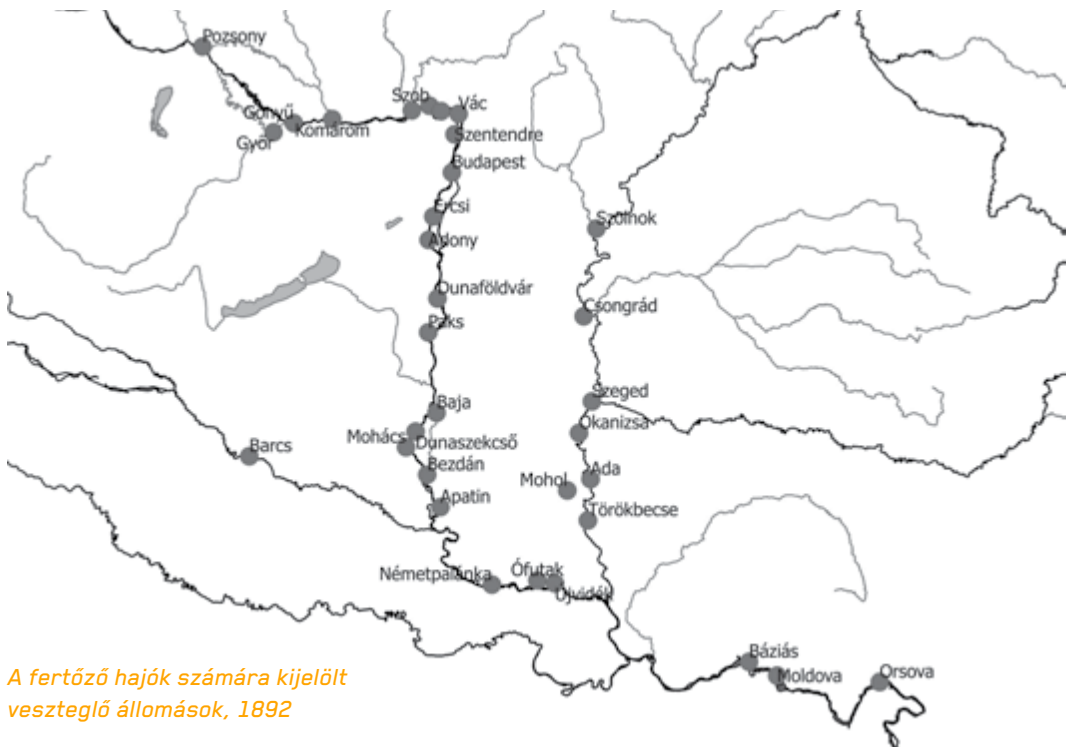 Pozsony
Szob
Vác
Gönyű
Komárom
Győr
Szentendre
Budapest
Ercsi
Adony
Szolnok
Dunaföldvár
Csongrád
Paks
Szeged
Baja
Ókanizsa
Mohács
Dunaszekcső
Barcs
Bezdán
Ada
Mohol
Apatin
Törökbecse
Ófutak
Németpalánka
Újvidék
Báziás
Moldova
Orsova
A fertőző hajók számára kijelölt
veszteglő állomások, 1892